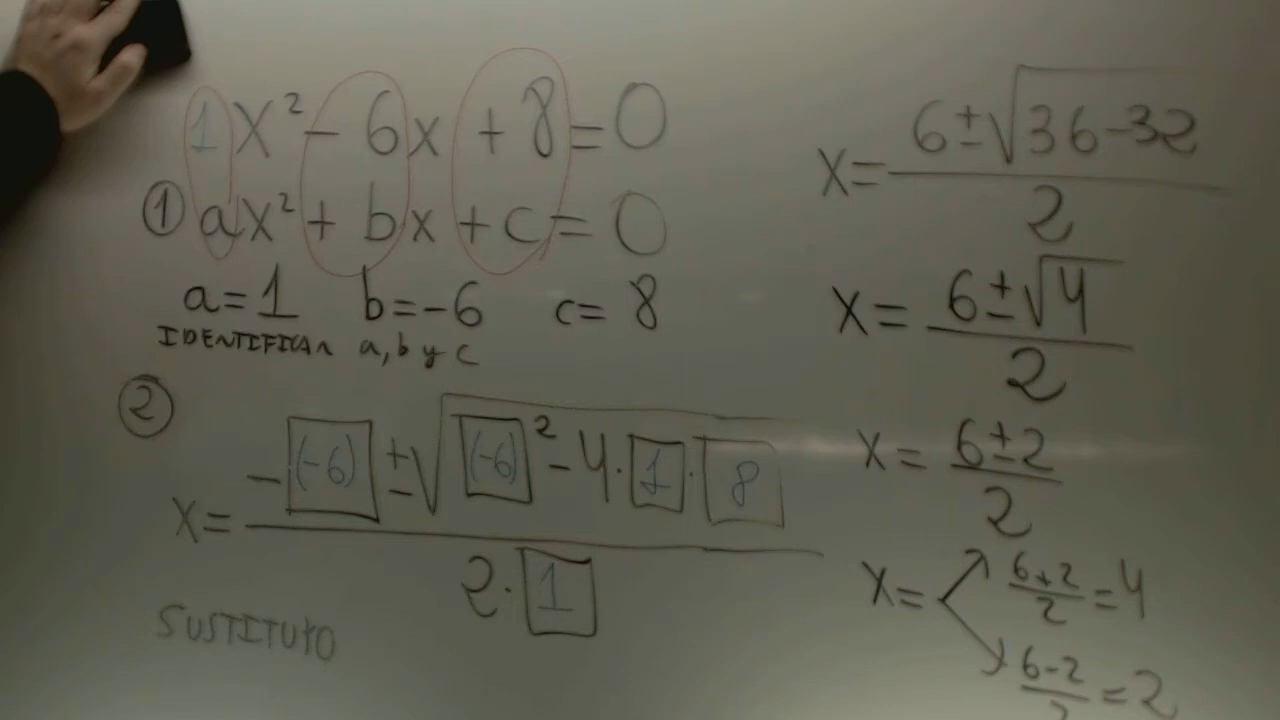 1x² - 6x + 8 = 0
① ax² + bx + c = 0
a = 1 b = -6 c = 8
IDENTIFICAR a, b y c
②
x = (-(-6) ± √((-6)² - 4·1·8)) / (2·1)
SUSTITUYO
x = (6 ± √(36-32)) / 2
x = (6 ± √4) / 2
x = (6 ± 2) / 2
x = ↗ (6+2)/2 = 4
↘ (6-2)/2 = 2